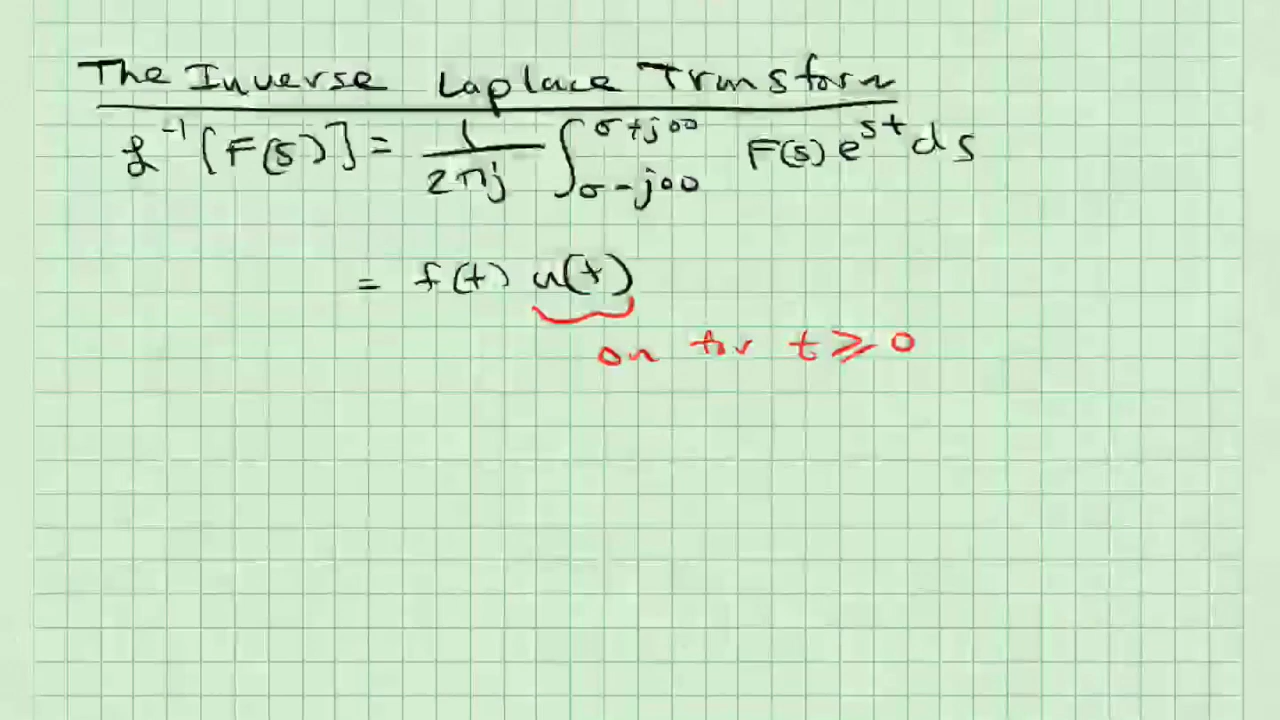 The Inverse Laplace Transform
ℒ⁻¹[F(s)] = 1/2πj ∫_{σ-j∞}^{σ+j∞} F(s) e^{st} ds
= f(t) u(t)
on for t ⩾ 0